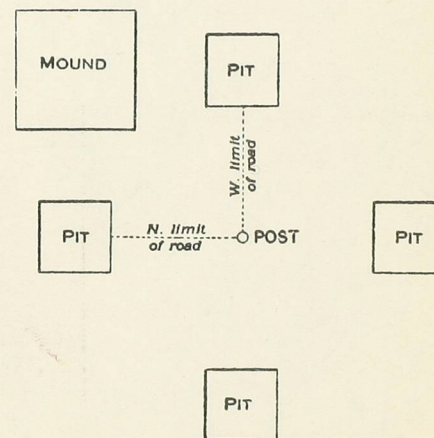 MOUND
PIT
W. limit
of road
PIT
N. limit
of road
POST
PIT
PIT